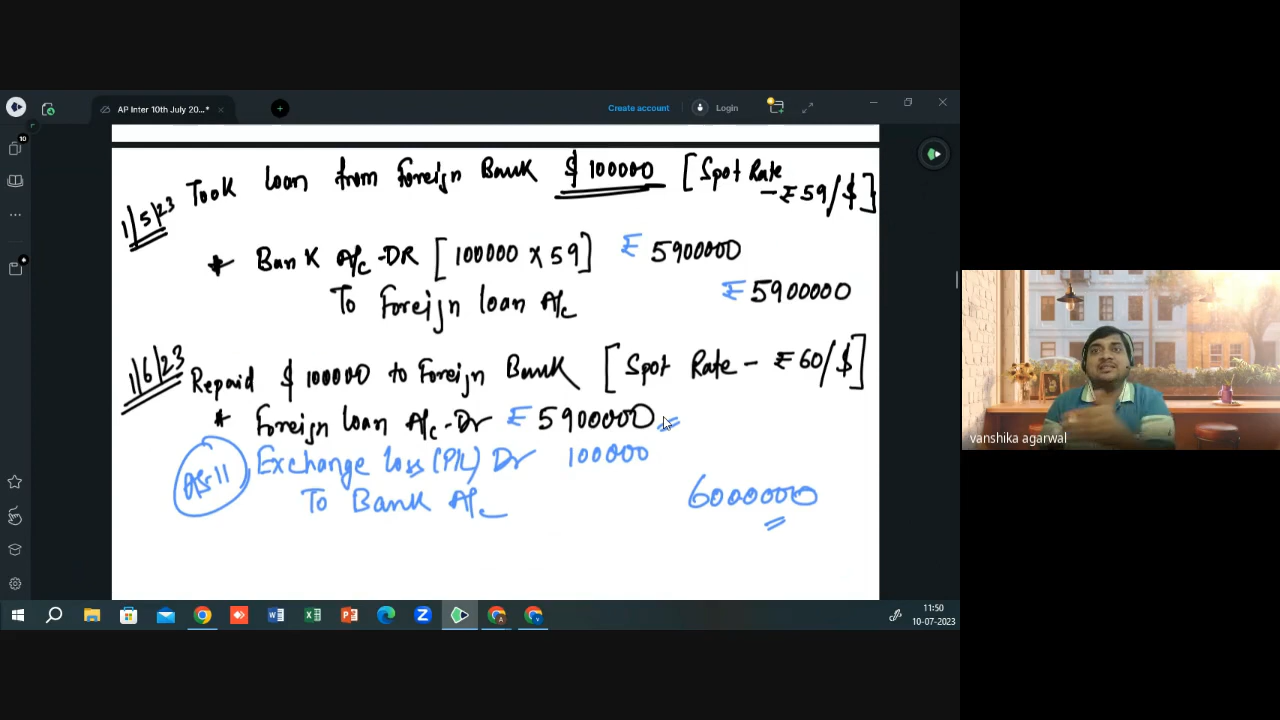 AP Inter 10th July 20...*
Create account
Login
10
1/5/23 Took loan from Foreign Bank $ 100000 [Spot Rate
- ₹ 59/$]
* Bank A/c - DR [100000 x 59] ₹ 5900000
To Foreign loan A/c ₹ 5900000
1/6/23 Repaid $ 100000 to Foreign Bank [Spot Rate - ₹ 60/$]
* Foreign loan A/c - Dr ₹ 5900000
AS 11 Exchange loss (P/L) Dr 100000
To Bank A/c 6000000
vanshika agarwal
11:50
10-07-2023